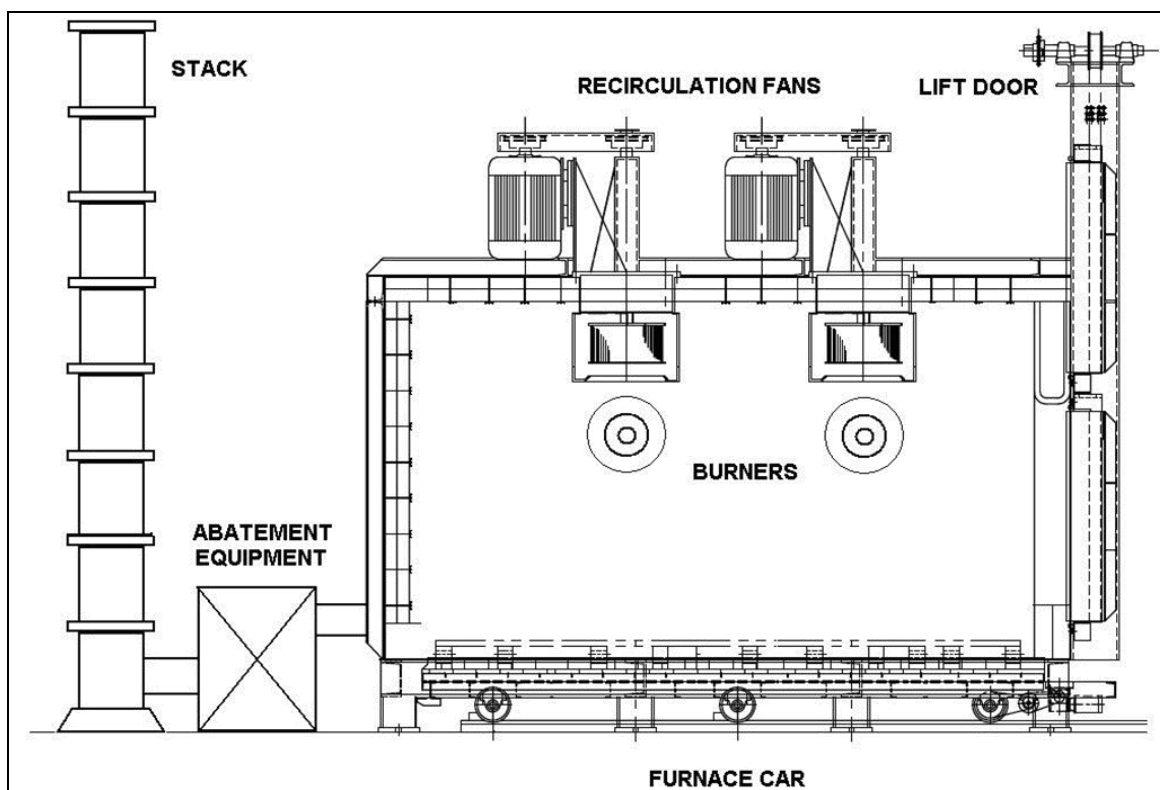 STACK
RECIRCULATION FANS
LIFT DOOR
BURNERS
ABATEMENT
EQUIPMENT
FURNACE CAR